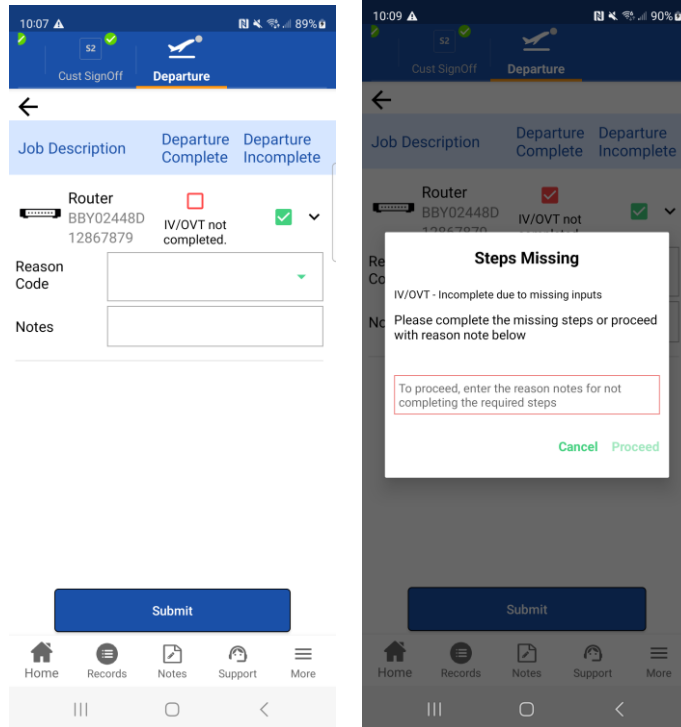 10:07
89%
S2
Cust SignOff
Departure
Job Description
Departure
Complete
Departure
Incomplete
Router
BBY02448D
12867879
IV/OVT not
completed.
Reason
Code
Notes
Submit
Home
Records
Notes
Support
More
10:09
90%
S2
Cust SignOff
Departure
Job Description
Departure
Complete
Departure
Incomplete
Router
BBY02448D
IV/OVT not
Steps Missing
IV/OVT - Incomplete due to missing inputs
Please complete the missing steps or proceed
with reason note below
To proceed, enter the reason notes for not
completing the required steps
Cancel
Proceed
Submit
Home
Records
Notes
Support
More